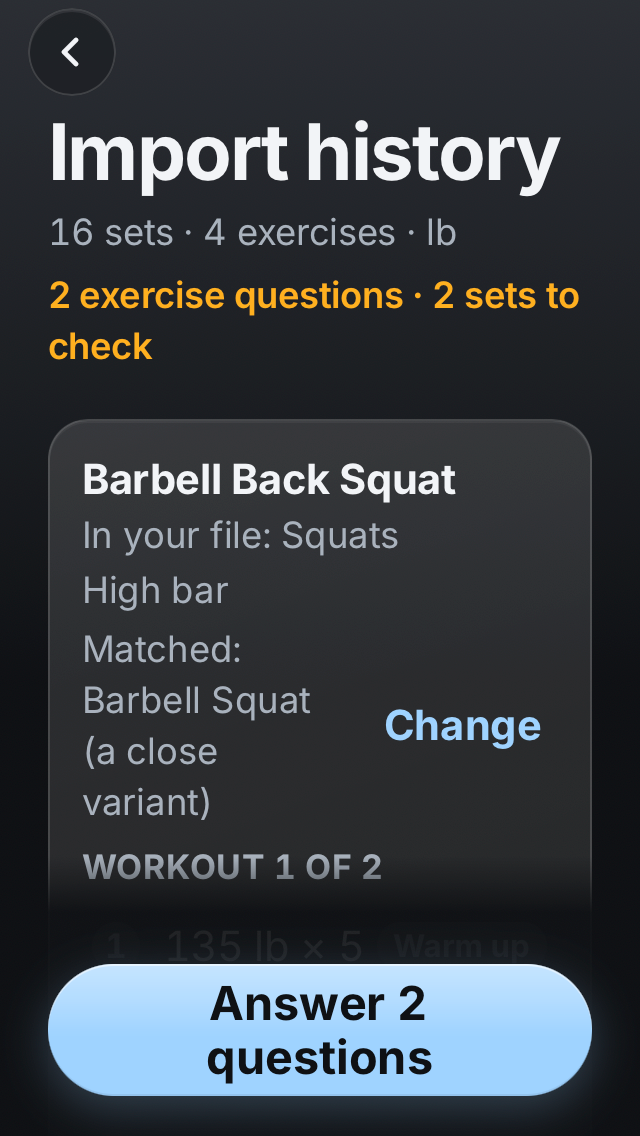 Import history
16 sets · 4 exercises · lb
2 exercise questions · 2 sets to
check
Barbell Back Squat
In your file: Squats
High bar
Matched:
Barbell Squat
(a close
variant)
Change
WORKOUT 1 OF 2
1 135 lb × 5 Warm up
Answer 2
questions